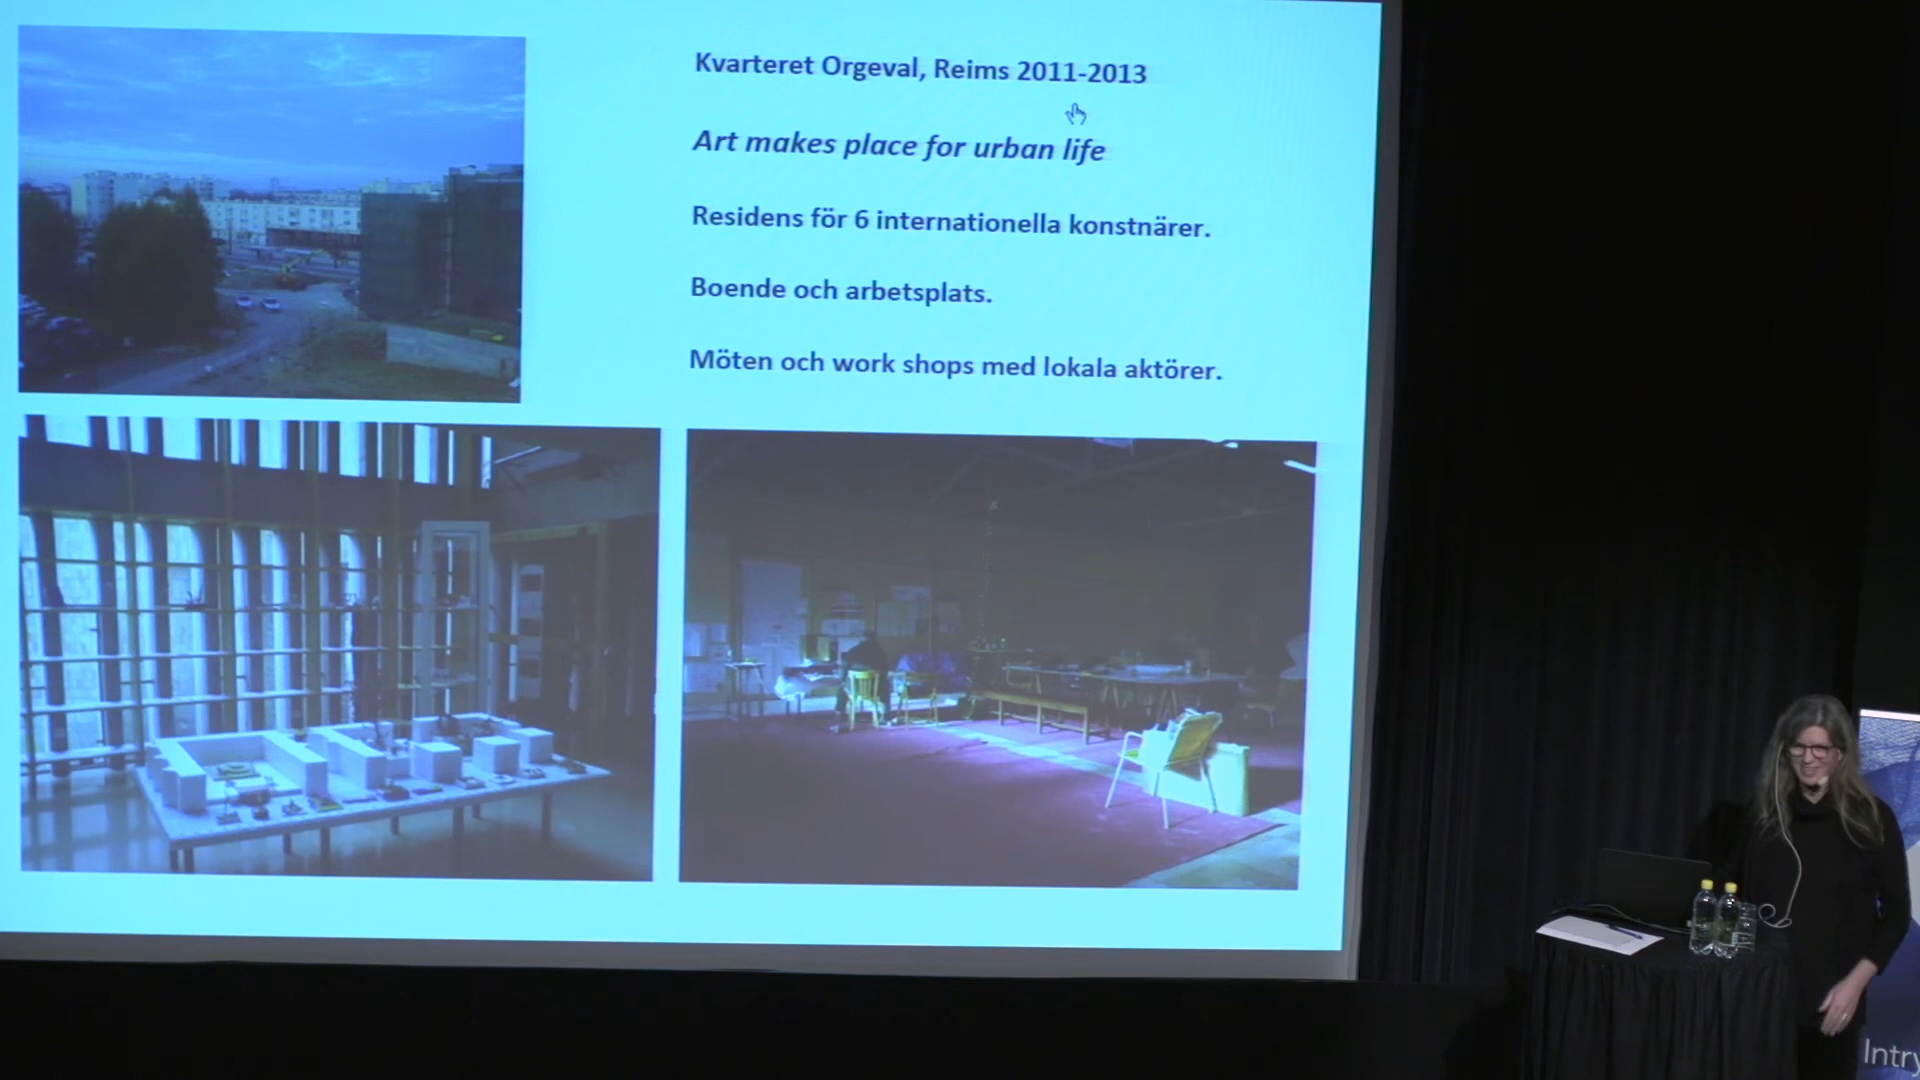 Kvarteret Orgeval, Reims 2011-2013
Art makes place for urban life
Residens för 6 internationella konstnärer.
Boende och arbetsplats.
Möten och work shops med lokala aktörer.
Intry